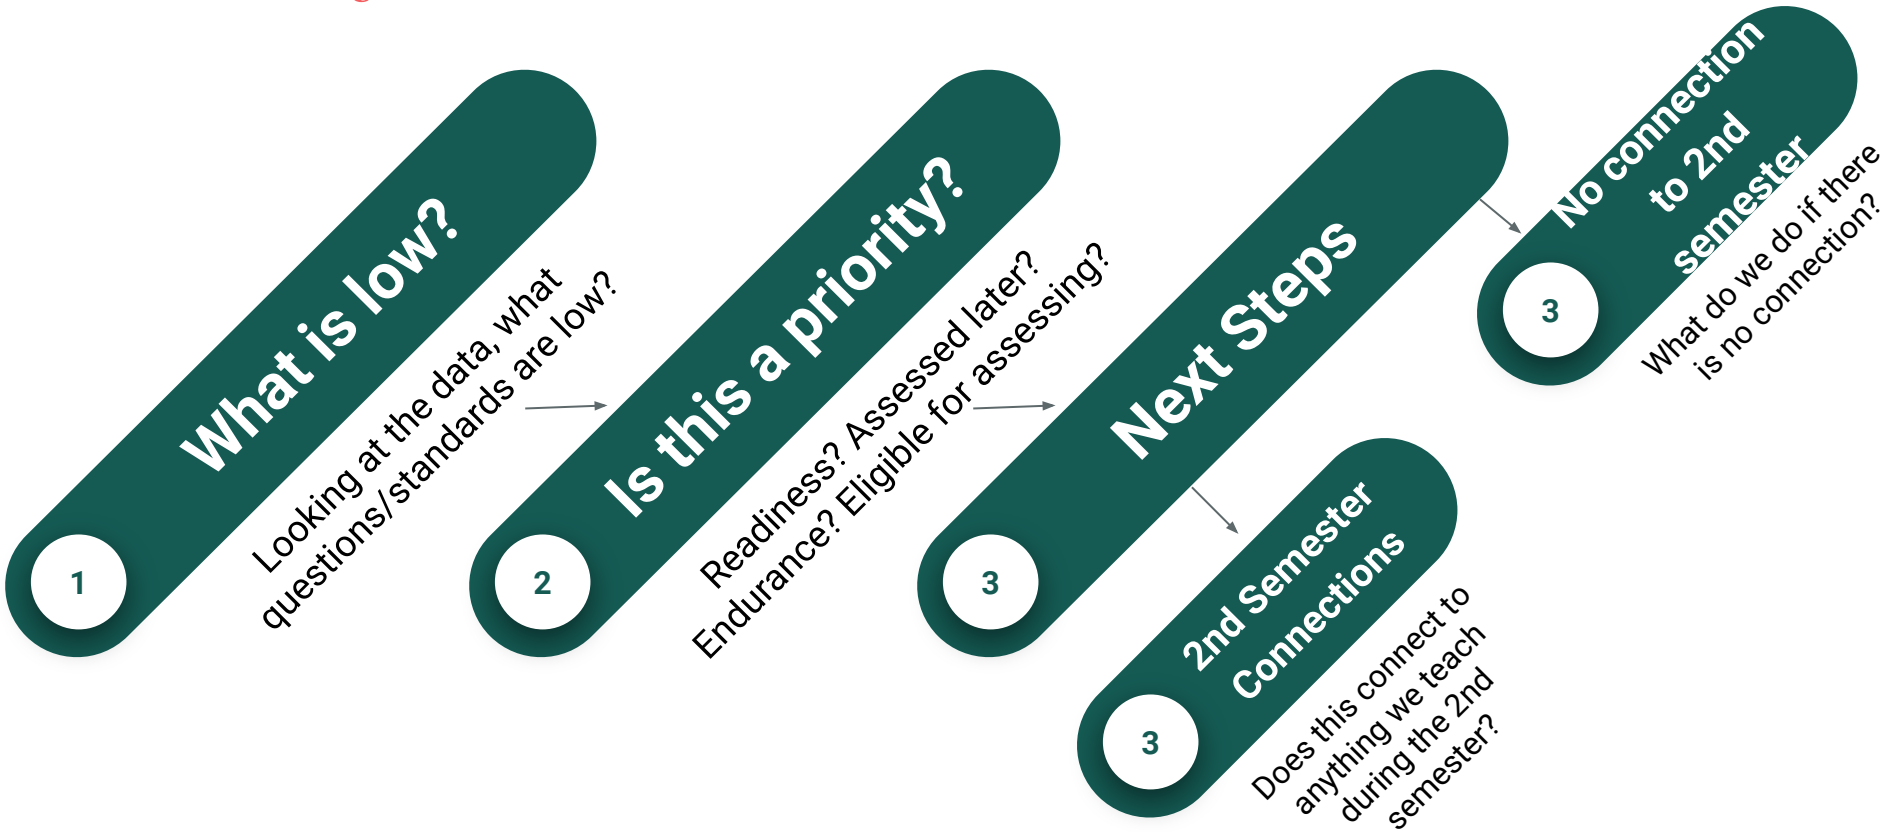 1
What is low?
Looking at the data, what
questions/standards are low?
2
Is this a priority?
Readiness? Assessed later?
Endurance? Eligible for assessing?
3
Next Steps
3
No connection
to 2nd
semester
What do we do if there
is no connection?
3
2nd Semester
Connections
Does this connect to
anything we teach
during the 2nd
semester?